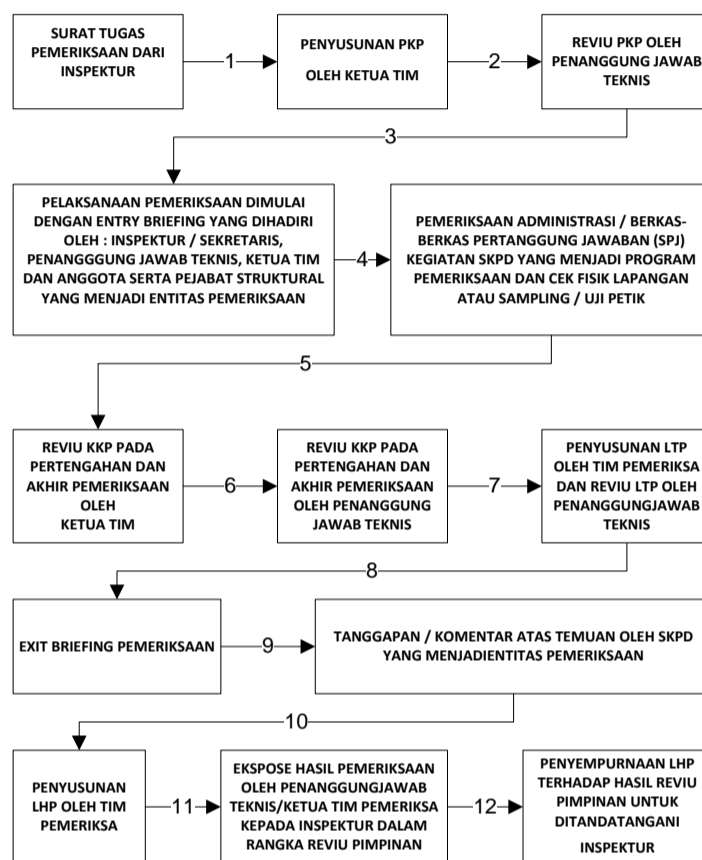 SURAT TUGAS
PEMERIKSAAN DARI
INSPEKTUR
1
PENYUSUNAN PKP
OLEH KETUA TIM
2
REVIU PKP OLEH
PENANGGUNG JAWAB
TEKNIS
3
PELAKSANAAN PEMERIKSAAN DIMULAI
DENGAN ENTRY BRIEFING YANG DIHADIRI
OLEH : INSPEKTUR / SEKRETARIS,
PENANGGGUNG JAWAB TEKNIS, KETUA TIM
DAN ANGGOTA SERTA PEJABAT STRUKTURAL
YANG MENJADI ENTITAS PEMERIKSAAN
4
PEMERIKSAAN ADMINISTRASI / BERKAS-
BERKAS PERTANGGUNG JAWABAN (SPJ)
KEGIATAN SKPD YANG MENJADI PROGRAM
PEMERIKSAAN DAN CEK FISIK LAPANGAN
ATAU SAMPLING / UJI PETIK
5
REVIU KKP PADA
PERTENGAHAN DAN
AKHIR PEMERIKSAAN
OLEH
KETUA TIM
6
REVIU KKP PADA
PERTENGAHAN DAN
AKHIR PEMERIKSAAN
OLEH PENANGGUNG
JAWAB TEKNIS
7
PENYUSUNAN LTP
OLEH TIM PEMERIKSA
DAN REVIU LTP OLEH
PENANGGUNGJAWAB
TEKNIS
8
EXIT BRIEFING PEMERIKSAAN
9
TANGGAPAN / KOMENTAR ATAS TEMUAN OLEH SKPD
YANG MENJADIENTITAS PEMERIKSAAN
10
PENYUSUNAN
LHP OLEH TIM
PEMERIKSA
11
EKSPOSE HASIL PEMERIKSAAN
OLEH PENANGGUNGJAWAB
TEKNIS/KETUA TIM PEMERIKSA
KEPADA INSPEKTUR DALAM
RANGKA REVIU PIMPINAN
12
PENYEMPURNAAN LHP
TERHADAP HASIL REVIU
PIMPINAN UNTUK
DITANDATANGANI
INSPEKTUR